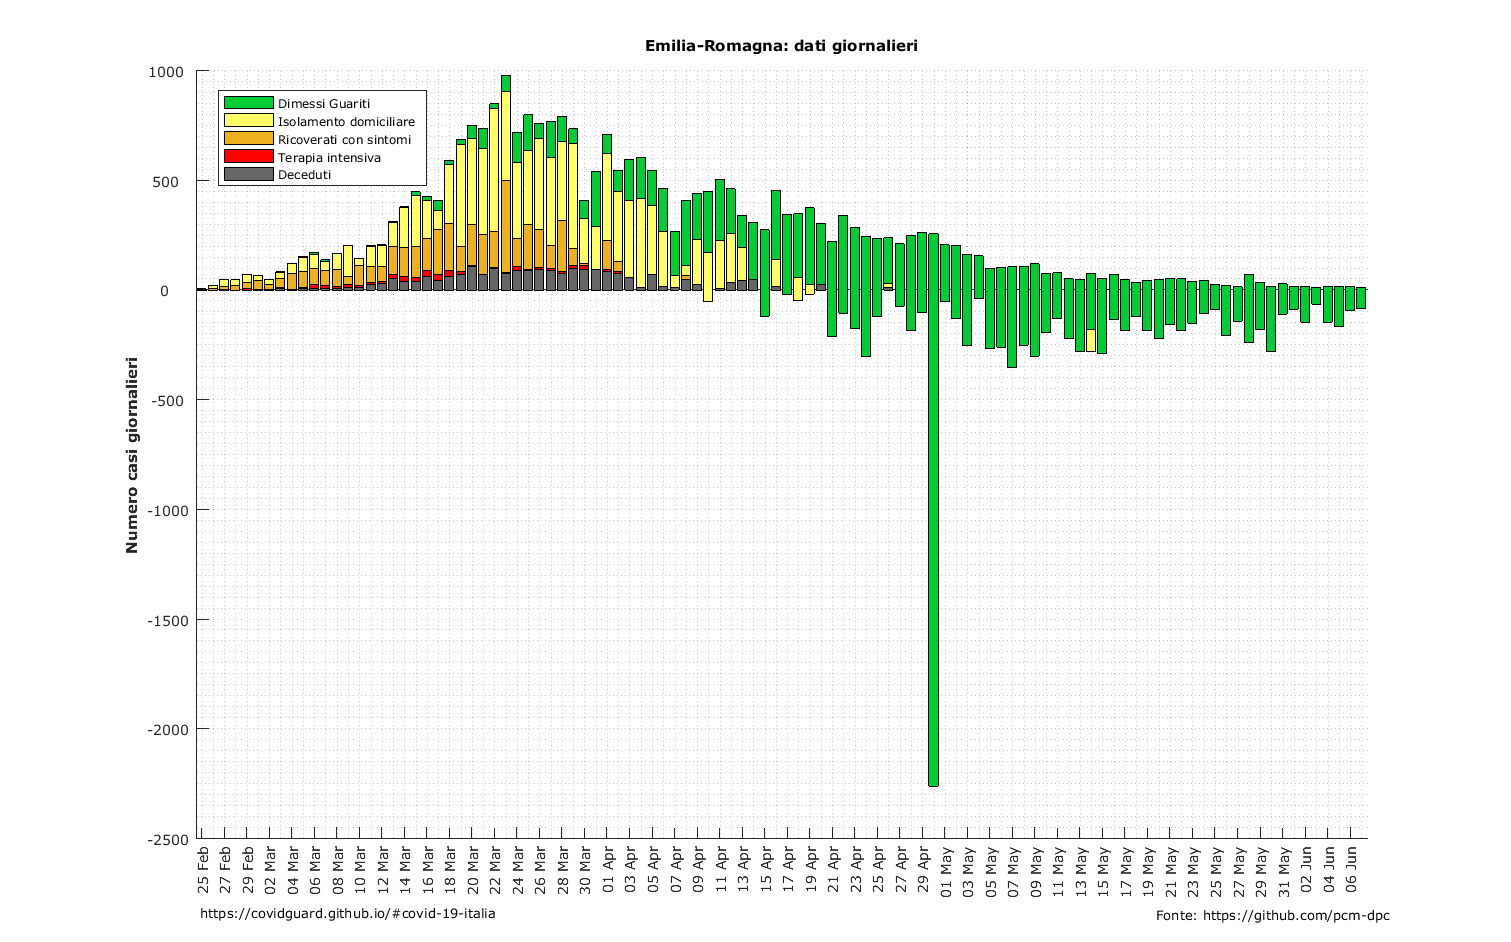 Emilia-Romagna: dati giornalieri
1000
500
0
-500
-1000
-1500
-2000
-2500
Numero casi giornalieri
Dimessi Guariti
Isolamento domiciliare
Ricoverati con sintomi
Terapia intensiva
Deceduti
25 Feb
27 Feb
29 Feb
02 Mar
04 Mar
06 Mar
08 Mar
10 Mar
12 Mar
14 Mar
16 Mar
18 Mar
20 Mar
22 Mar
24 Mar
26 Mar
28 Mar
30 Mar
01 Apr
03 Apr
05 Apr
07 Apr
09 Apr
11 Apr
13 Apr
15 Apr
17 Apr
19 Apr
21 Apr
23 Apr
25 Apr
27 Apr
29 Apr
01 May
03 May
05 May
07 May
09 May
11 May
13 May
15 May
17 May
19 May
21 May
23 May
25 May
27 May
29 May
31 May
02 Jun
04 Jun
06 Jun
https://covidguard.github.io/#covid-19-italia
Fonte: https://github.com/pcm-dpc